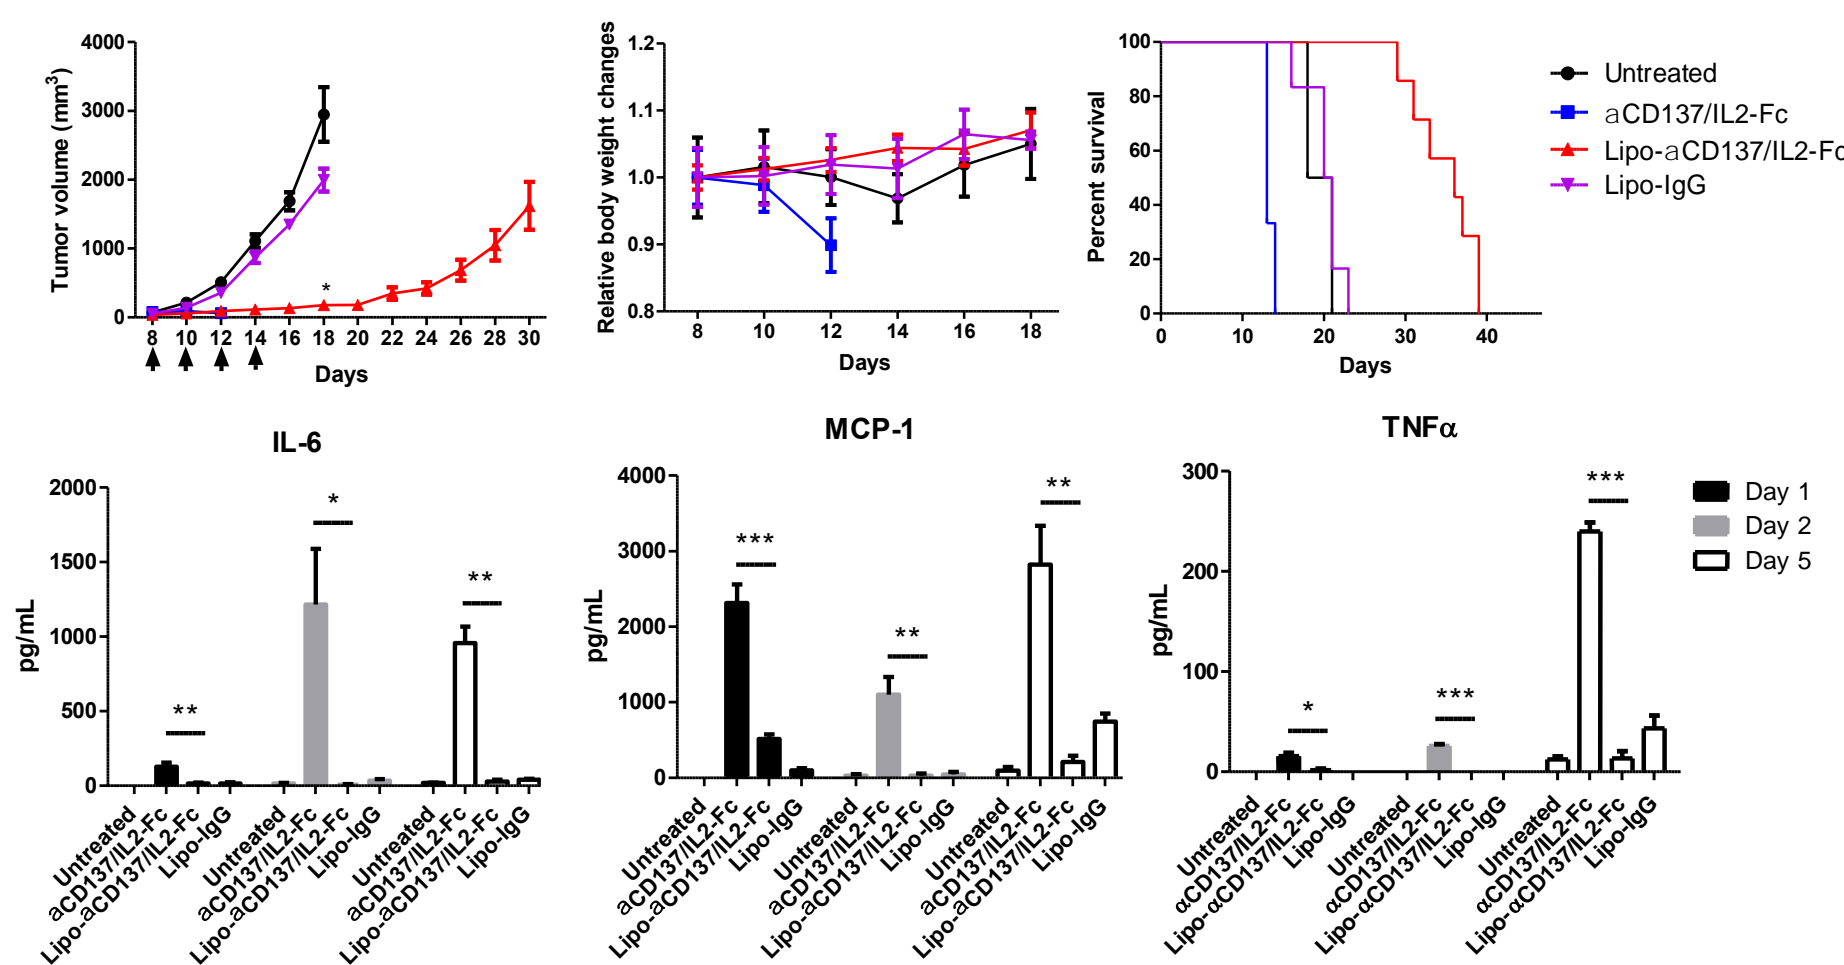 Tumor volume (mm³)
4000
3000
2000
1000
0
8 10 12 14 16 18 20 22 24 26 28 30
*
Days
Relative body weight changes
1.2
1.1
1.0
0.9
0.8
8 10 12 14 16 18
Days
Percent survival
100
80
60
40
20
0
0 10 20 30 40
Days
Untreated
aCD137/IL2-Fc
Lipo-aCD137/IL2-Fc
Lipo-IgG
IL-6
pg/mL
2000
1500
1000
500
0
**
*
**
Untreated
aCD137/IL2-Fc
Lipo-aCD137/IL2-Fc
Lipo-IgG
Untreated
aCD137/IL2-Fc
Lipo-aCD137/IL2-Fc
Lipo-IgG
Untreated
aCD137/IL2-Fc
Lipo-aCD137/IL2-Fc
Lipo-IgG
MCP-1
pg/mL
4000
3000
2000
1000
0
***
**
**
Untreated
aCD137/IL2-Fc
Lipo-aCD137/IL2-Fc
Lipo-IgG
Untreated
aCD137/IL2-Fc
Lipo-aCD137/IL2-Fc
Lipo-IgG
Untreated
aCD137/IL2-Fc
Lipo-aCD137/IL2-Fc
Lipo-IgG
TNFα
pg/mL
300
200
100
0
*
***
***
Untreated
αCD137/IL2-Fc
Lipo-αCD137/IL2-Fc
Lipo-IgG
Untreated
αCD137/IL2-Fc
Lipo-αCD137/IL2-Fc
Lipo-IgG
Untreated
αCD137/IL2-Fc
Lipo-αCD137/IL2-Fc
Lipo-IgG
Day 1
Day 2
Day 5